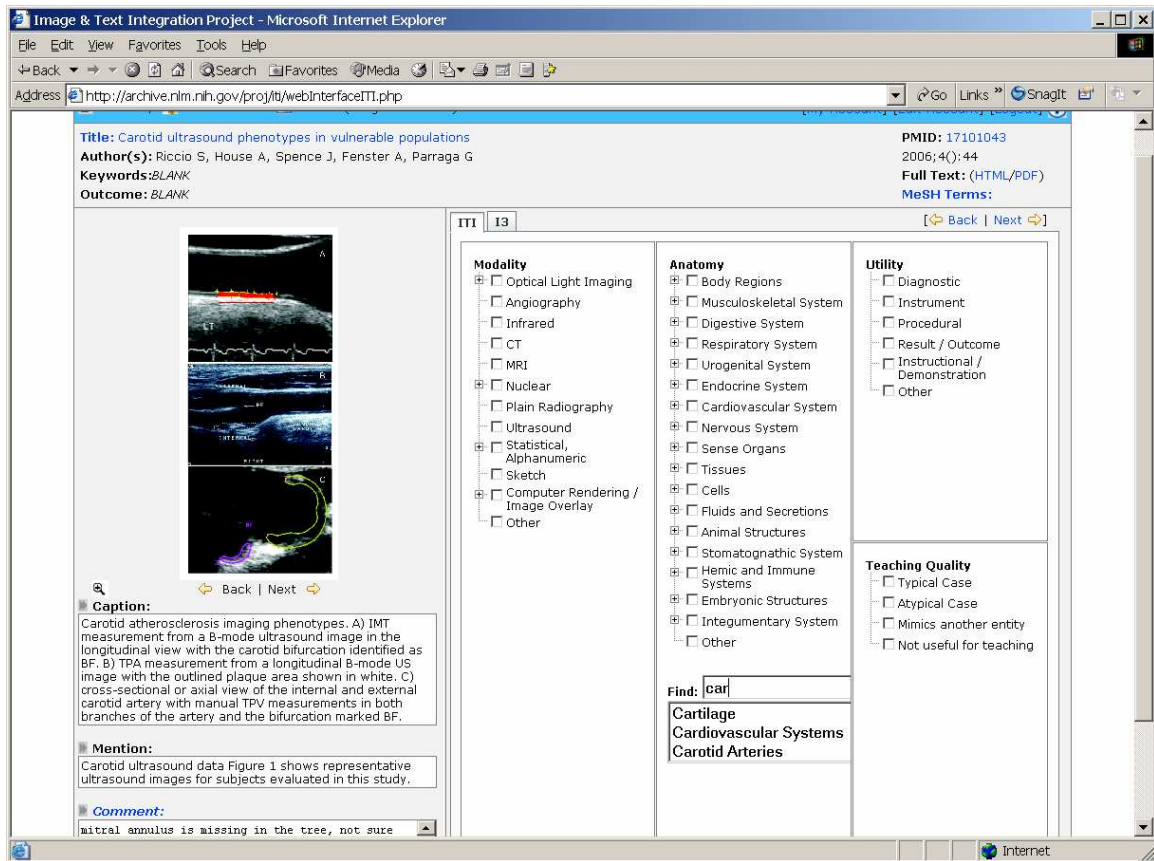 Image & Text Integration Project - Microsoft Internet Explorer
File Edit View Favorites Tools Help
Back Search Favorites Media
Address http://archive.nlm.nih.gov/proj/iti/webInterfaceITI.php Go Links » SnagIt
Title: Carotid ultrasound phenotypes in vulnerable populations
Author(s): Riccio S, House A, Spence J, Fenster A, Parraga G
Keywords:BLANK
Outcome: BLANK
PMID: 17101043
2006;4():44
Full Text: (HTML/PDF)
MeSH Terms:
A
LT
B
BF
INTERNAL
RIGHT
C
BF
Back | Next
Caption:
Carotid atherosclerosis imaging phenotypes. A) IMT
measurement from a B-mode ultrasound image in the
longitudinal view with the carotid bifurcation identified as
BF. B) TPA measurement from a longitudinal B-mode US
image with the outlined plaque area shown in white. C)
cross-sectional or axial view of the internal and external
carotid artery with manual TPV measurements in both
branches of the artery and the bifurcation marked BF.
Mention:
Carotid ultrasound data Figure 1 shows representative
ultrasound images for subjects evaluated in this study.
Comment:
mitral annulus is missing in the tree, not sure
ITI I3
[ Back | Next ]
Modality
Optical Light Imaging
Angiography
Infrared
CT
MRI
Nuclear
Plain Radiography
Ultrasound
Statistical,
Alphanumeric
Sketch
Computer Rendering /
Image Overlay
Other
Anatomy
Body Regions
Musculoskeletal System
Digestive System
Respiratory System
Urogenital System
Endocrine System
Cardiovascular System
Nervous System
Sense Organs
Tissues
Cells
Fluids and Secretions
Animal Structures
Stomatognathic System
Hemic and Immune
Systems
Embryonic Structures
Integumentary System
Other
Find: car
Cartilage
Cardiovascular Systems
Carotid Arteries
Utility
Diagnostic
Instrument
Procedural
Result / Outcome
Instructional /
Demonstration
Other
Teaching Quality
Typical Case
Atypical Case
Mimics another entity
Not useful for teaching
Internet